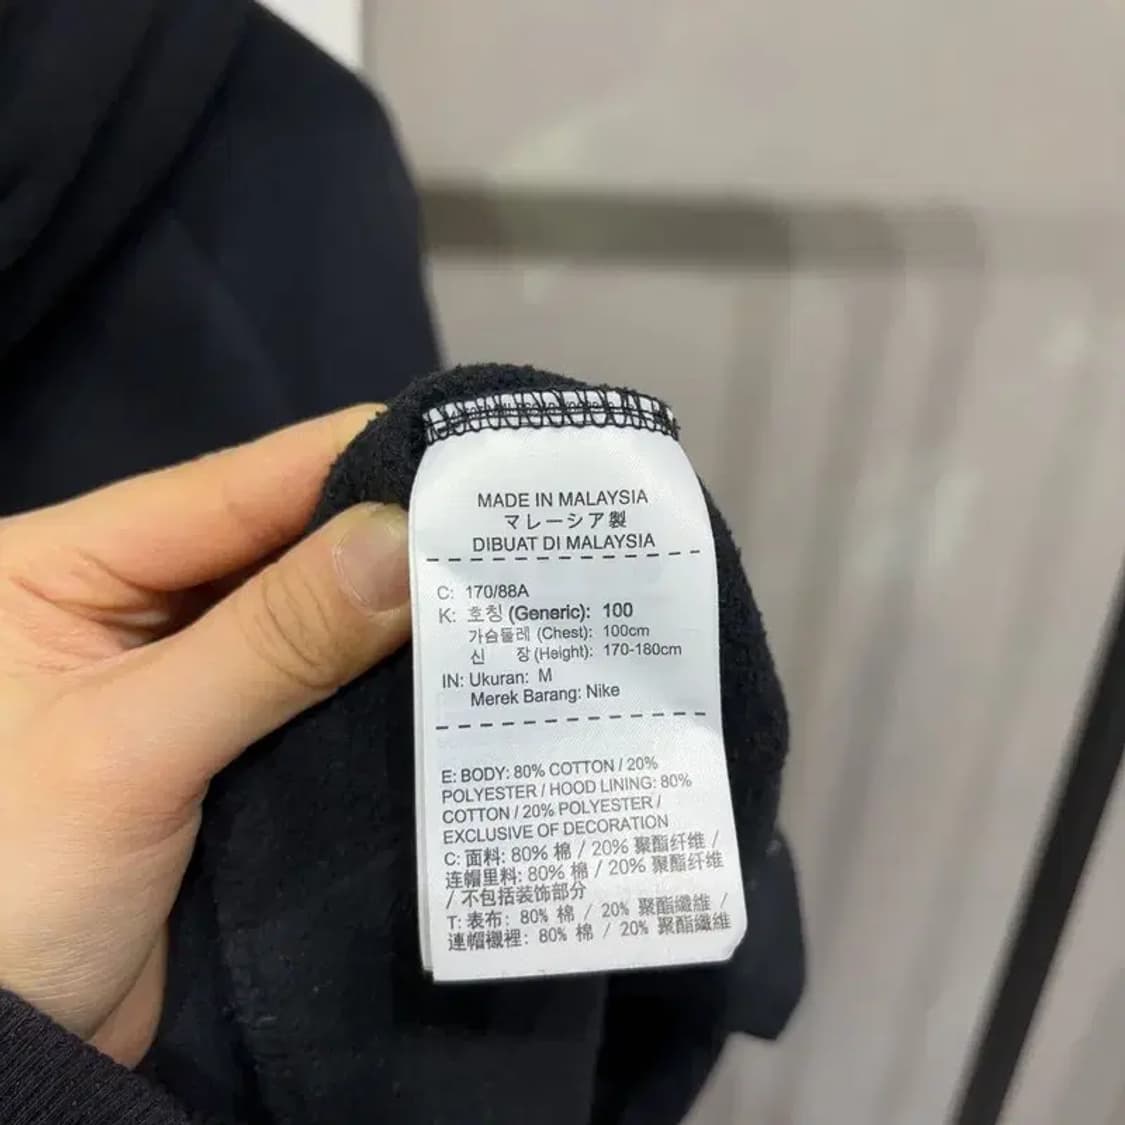 MADE IN MALAYSIA
マレーシア製
DIBUAT DI MALAYSIA
C: 170/88A
K: 호칭 (Generic): 100
가슴둘레 (Chest): 100cm
신 장 (Height): 170-180cm
IN: Ukuran: M
Merek Barang: Nike
E: BODY: 80% COTTON / 20%
POLYESTER / HOOD LINING: 80%
COTTON / 20% POLYESTER /
EXCLUSIVE OF DECORATION
C: 面料: 80% 棉 / 20% 聚酯纤维 /
连帽里料: 80% 棉 / 20% 聚酯纤维
/ 不包括装饰部分
T: 表布: 80% 棉 / 20% 聚酯纖維 /
連帽襯裡: 80% 棉 / 20% 聚酯纖維